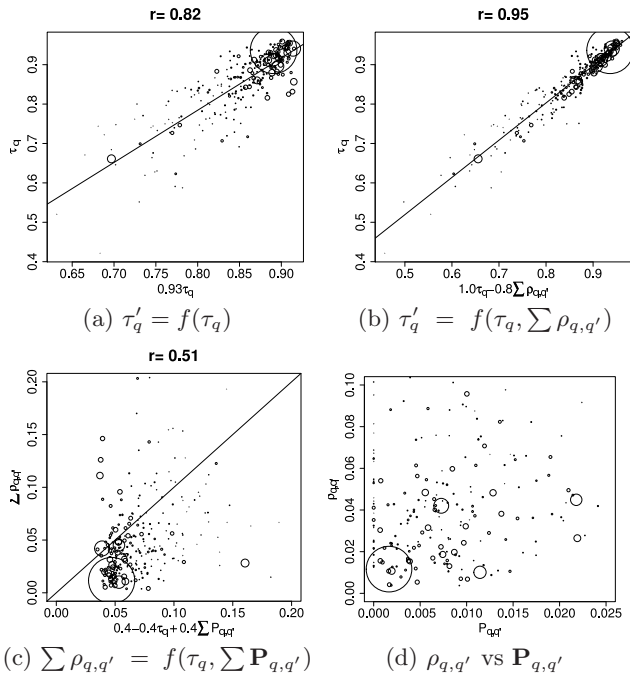 r= 0.82
r= 0.95
τq
0.4 0.5 0.6 0.7 0.8 0.9
0.65 0.70 0.75 0.80 0.85 0.90
0.93τq
τq
0.4 0.5 0.6 0.7 0.8 0.9
0.5 0.6 0.7 0.8 0.9
1.0τq−0.8∑ρq,q'
(a) τ′q = f(τq)
(b) τ′q = f(τq, ∑ ρq,q′)
r= 0.51
∑ρq,q'
0.00 0.05 0.10 0.15 0.20
0.00 0.05 0.10 0.15 0.20
0.4−0.4τq+0.4∑Pq,q'
ρq,q'
0.00 0.02 0.04 0.06 0.08 0.10
0.000 0.005 0.010 0.015 0.020 0.025
Pq,q'
(c) ∑ ρq,q′ = f(τq, ∑ Pq,q′)
(d) ρq,q′ vs Pq,q′